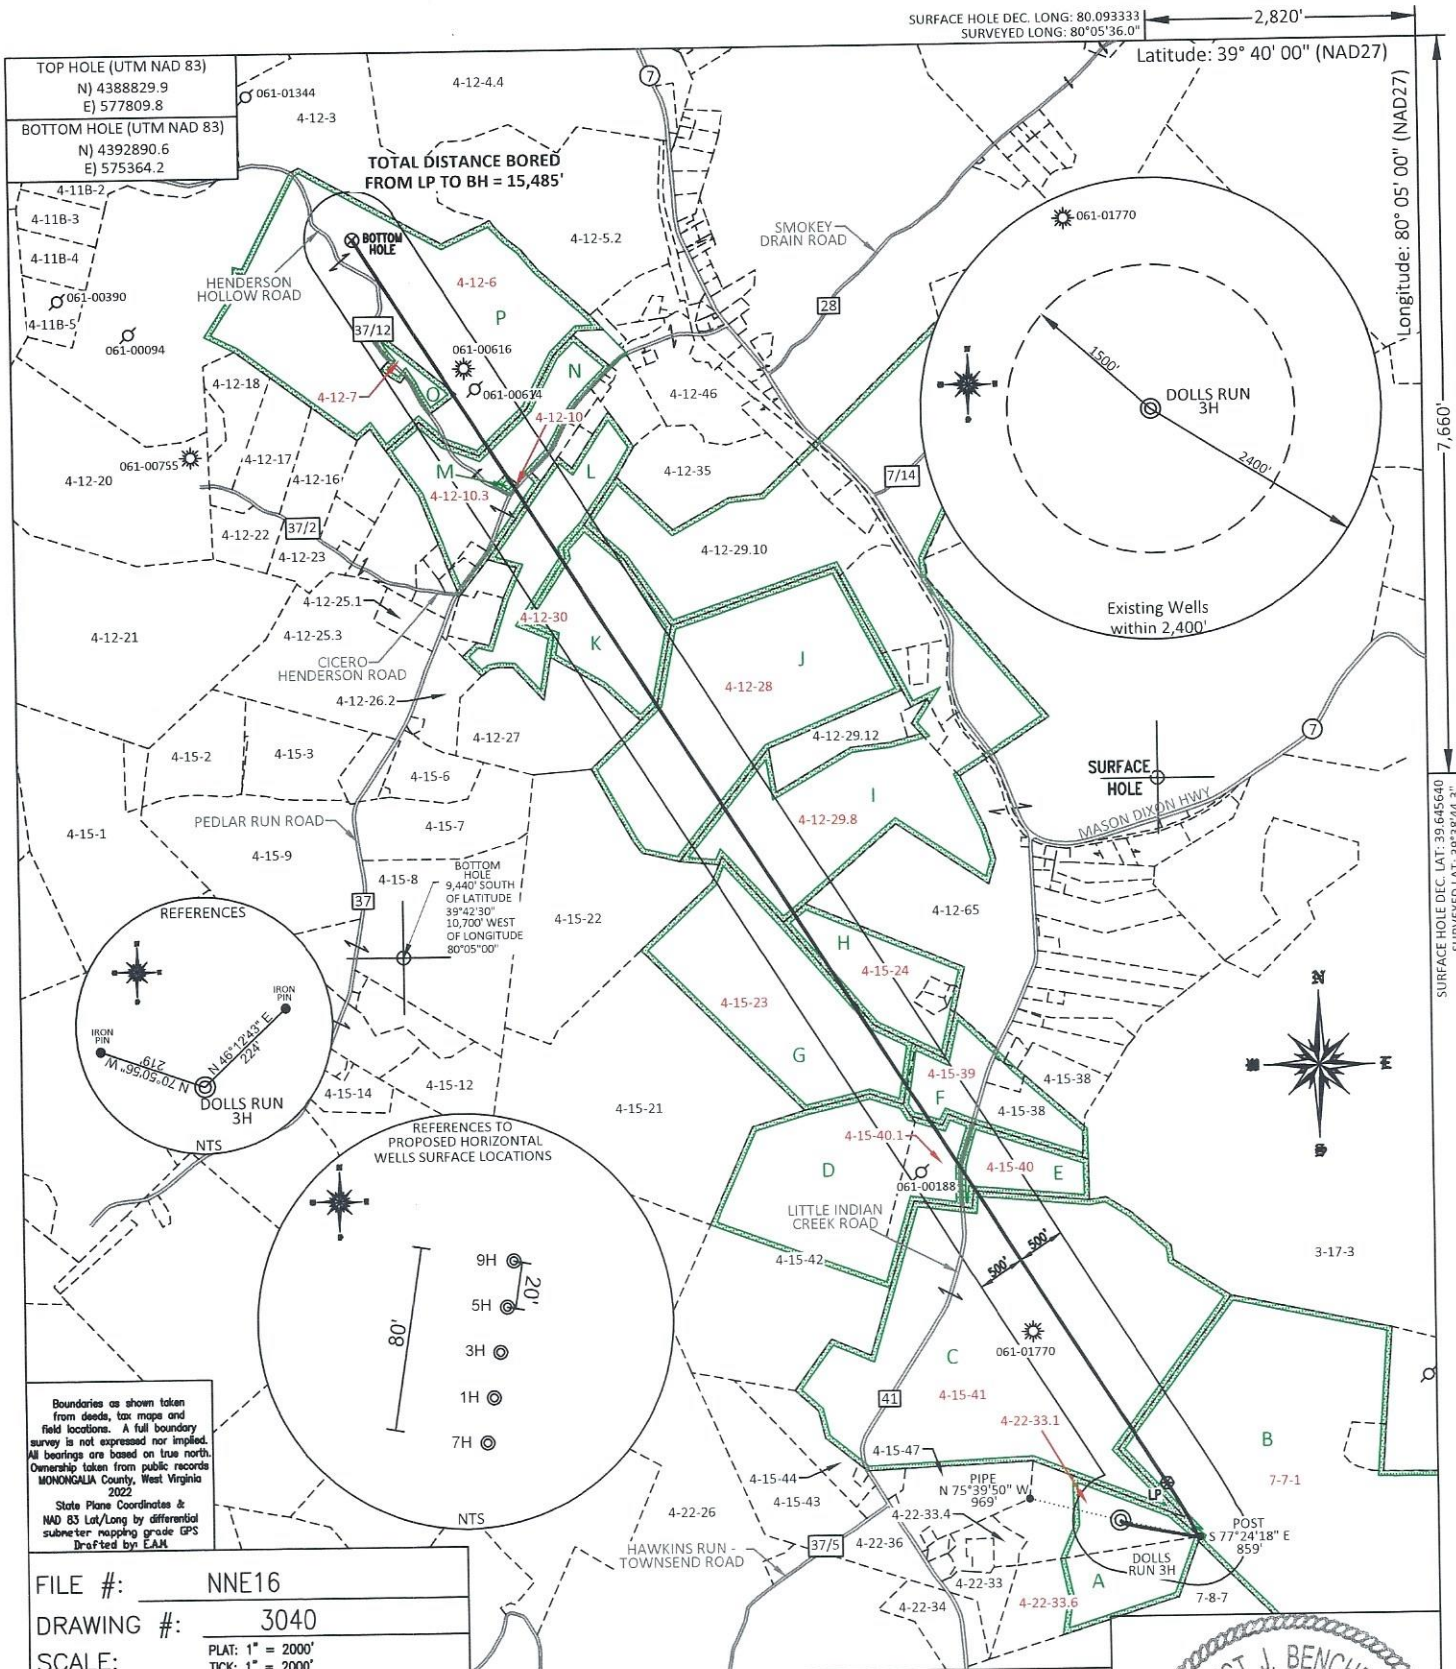 SURFACE HOLE DEC. LONG: 80.093333
SURVEYED LONG: 80°05'36.0"
2,820'
Latitude: 39° 40' 00" (NAD27)
Longitude: 80° 05' 00" (NAD27)
7,660'
SURFACE HOLE DEC. LAT: 39.645640
TOP HOLE (UTM NAD 83)
N) 4388829.9
E) 577809.8
BOTTOM HOLE (UTM NAD 83)
N) 4392890.6
E) 575364.2
061-01344
4-12-3
4-12-4.4
7
TOTAL DISTANCE BORED
FROM LP TO BH = 15,485'
4-11B-2
4-11B-3
4-11B-4
061-00390
4-11B-5
061-00094
BOTTOM
HOLE
HENDERSON
HOLLOW ROAD
4-12-5.2
SMOKEY
DRAIN ROAD
28
4-12-6
P
37/12
061-00616
061-00614
N
4-12-7
O
4-12-10
4-12-18
4-12-46
061-00755
4-12-17
4-12-20
4-12-16
M
4-12-10.3
L
4-12-35
7/14
4-12-22
37/2
4-12-23
4-12-29.10
061-01770
1500'
DOLLS RUN
3H
2400'
Existing Wells
within 2,400'
4-12-25.1
4-12-21
4-12-25.3
CICERO
HENDERSON ROAD
4-12-30
K
J
4-12-28
4-12-26.2
4-12-27
4-12-29.12
4-15-2
4-15-3
4-15-6
SURFACE
HOLE
7
MASON DIXON HWY
I
4-12-29.8
4-15-1
PEDLAR RUN ROAD
4-15-7
4-15-9
4-15-8
BOTTOM
HOLE
9,440' SOUTH
OF LATITUDE
39°42'30"
10,700' WEST
OF LONGITUDE
80°05'00"
37
4-15-22
4-12-65
H
4-15-24
4-15-23
G
REFERENCES
IRON
PIN
IRON
PIN
N 46°12'43" E
224'
N 70°50'56" W
219'
DOLLS RUN
3H
NTS
4-15-14
4-15-12
4-15-21
4-15-39
F
4-15-38
4-15-38
4-15-40.1
D
061-00188
4-15-40
E
LITTLE INDIAN
CREEK ROAD
4-15-42
3-17-3
REFERENCES TO
PROPOSED HORIZONTAL
WELLS SURFACE LOCATIONS
9H
5H
3H
1H
7H
20'
80'
NTS
500'
500'
061-01770
C
4-15-41
41
4-22-33.1
B
7-7-1
4-15-47
4-15-44
4-15-43
PIPE
N 75°39'50" W
969'
LP
POST
S 77°24'18" E
859'
4-22-26
4-22-33.4
37/5
4-22-36
HAWKINS RUN -
TOWNSEND ROAD
DOLLS
RUN 3H
4-22-33
A
4-22-34
4-22-33.6
7-8-7
Boundaries as shown taken
from deeds, tax maps and
field locations. A full boundary
survey is not expressed nor implied.
All bearings are based on true north.
Ownership taken from public records
MONONGALIA County, West Virginia
2022
State Plane Coordinates &
NAD 83 Lat/Long by differential
submeter mapping grade GPS
Drafted by: E.A.M.
FILE #: NNE16
DRAWING #: 3040
SCALE: PLAT: 1" = 2000'
TICK: 1" = 2000'
N
E
S